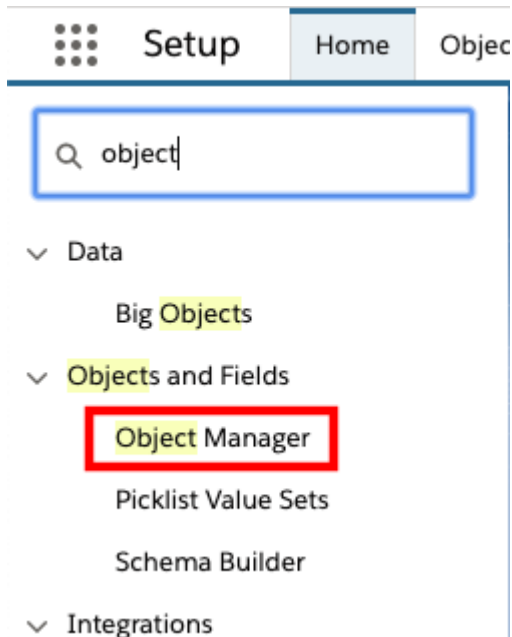 Setup Home Objec
object
Data
Big Objects
Objects and Fields
Object Manager
Picklist Value Sets
Schema Builder
Integrations